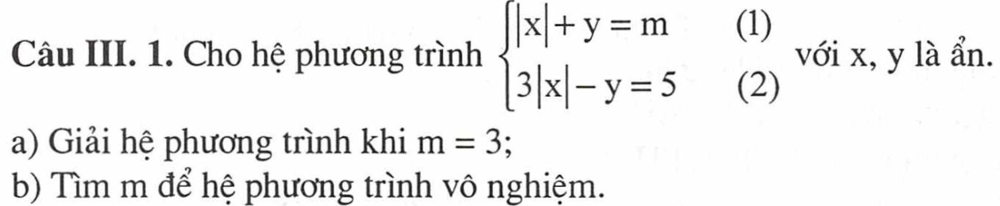 Câu III. 1. Cho hệ phương trình { |x| + y = m (1) với x, y là ẩn.
3|x| − y = 5 (2)
a) Giải hệ phương trình khi m = 3;
b) Tìm m để hệ phương trình vô nghiệm.